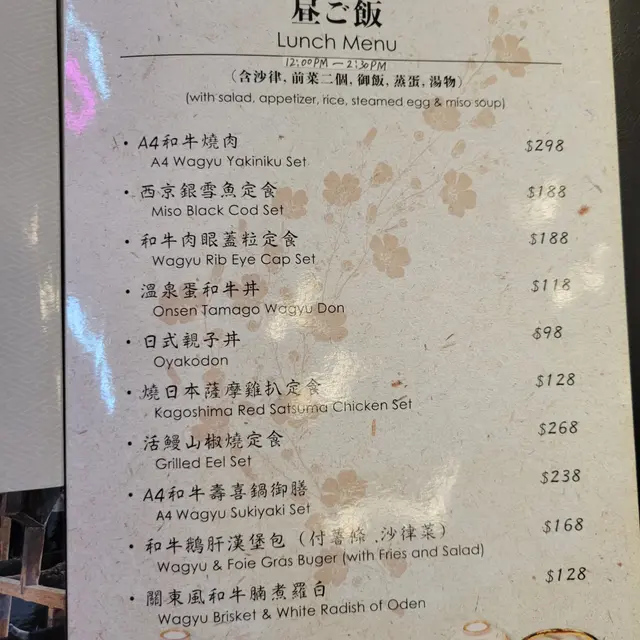 昼ご飯
Lunch Menu
12:00PM — 2:30PM
(含沙律, 前菜二個, 御飯, 蒸蛋, 湯物)
(with salad, appetizer, rice, steamed egg & miso soup)
• A4和牛燒肉 $298
A4 Wagyu Yakiniku Set
• 西京銀雪魚定食 $188
Miso Black Cod Set
• 和牛肉眼蓋粒定食 $188
Wagyu Rib Eye Cap Set
• 溫泉蛋和牛丼 $118
Onsen Tamago Wagyu Don
• 日式親子丼 $98
Oyakodon
• 燒日本薩摩雞扒定食 $128
Kagoshima Red Satsuma Chicken Set
• 活鰻山椒燒定食 $268
Grilled Eel Set
• A4和牛壽喜鍋御膳 $238
A4 Wagyu Sukiyaki Set
• 和牛鵝肝漢堡包 (付薯條 .沙律菜) $168
Wagyu & Foie Gras Buger (with Fries and Salad)
• 關東風和牛腩煮羅白 $128
Wagyu Brisket & White Radish of Oden